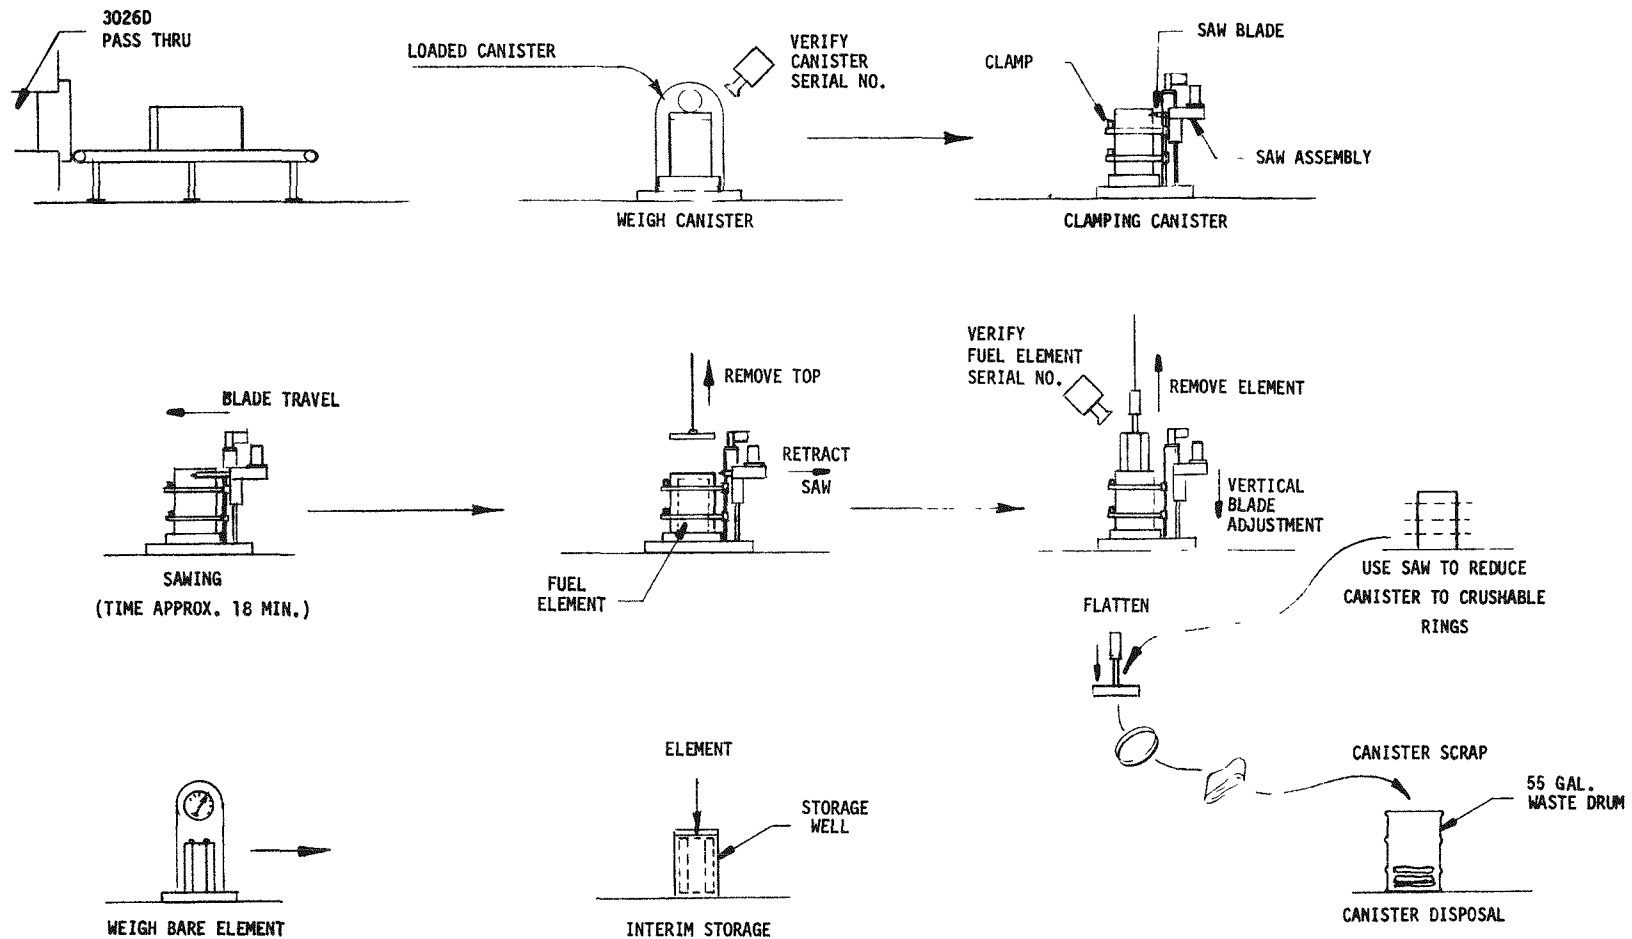 3026D
PASS THRU
LOADED CANISTER
VERIFY
CANISTER
SERIAL NO.
WEIGH CANISTER
SAW BLADE
CLAMP
SAW ASSEMBLY
CLAMPING CANISTER
BLADE TRAVEL
SAWING
(TIME APPROX. 18 MIN.)
REMOVE TOP
RETRACT
SAW
FUEL
ELEMENT
VERIFY
FUEL ELEMENT
SERIAL NO.
REMOVE ELEMENT
VERTICAL
BLADE
ADJUSTMENT
USE SAW TO REDUCE
CANISTER TO CRUSHABLE
RINGS
FLATTEN
CANISTER SCRAP
55 GAL.
WASTE DRUM
CANISTER DISPOSAL
WEIGH BARE ELEMENT
ELEMENT
STORAGE
WELL
INTERIM STORAGE